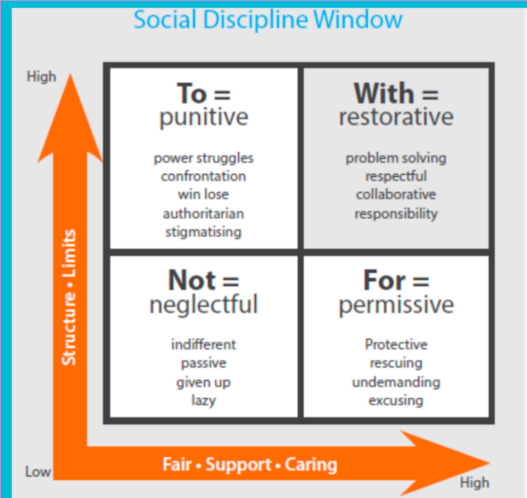 Social Discipline Window
High
To =
punitive
power struggles
confrontation
win lose
authoritarian
stigmatising
With =
restorative
problem solving
respectful
collaborative
responsibility
Structure • Limits
Not =
neglectful
indifferent
passive
given up
lazy
For =
permissive
Protective
rescuing
undemanding
excusing
Low
Fair • Support • Caring
High